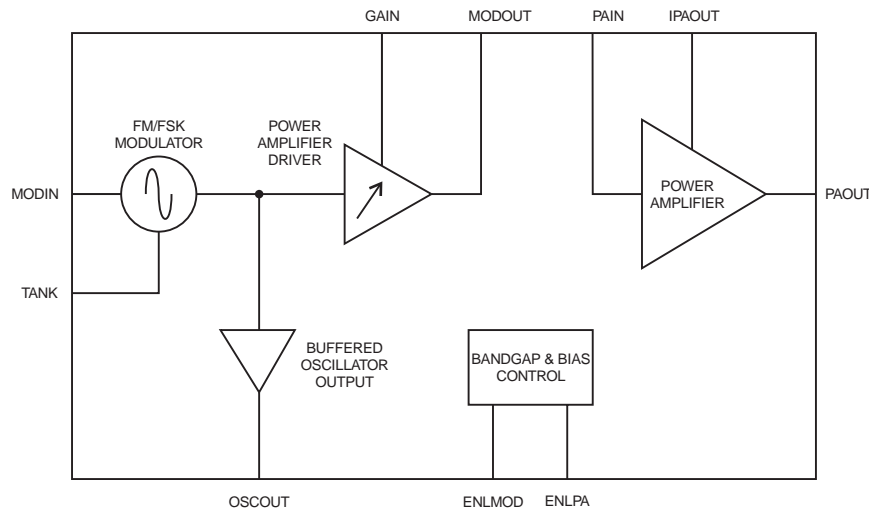 GAIN
MODOUT
PAIN
IPAOUT
FM/FSK
MODULATOR
POWER
AMPLIFIER
DRIVER
MODIN
POWER
AMPLIFIER
PAOUT
TANK
BUFFERED
OSCILLATOR
OUTPUT
BANDGAP & BIAS
CONTROL
OSCOUT
ENLMOD
ENLPA